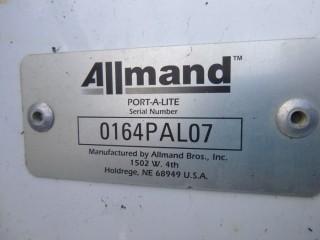 Allmand™
PORT-A-LITE
Serial Number
0164PAL07
Manufactured by Allmand Bros., Inc.
1502 W. 4th
Holdrege, NE 68949 U.S.A.